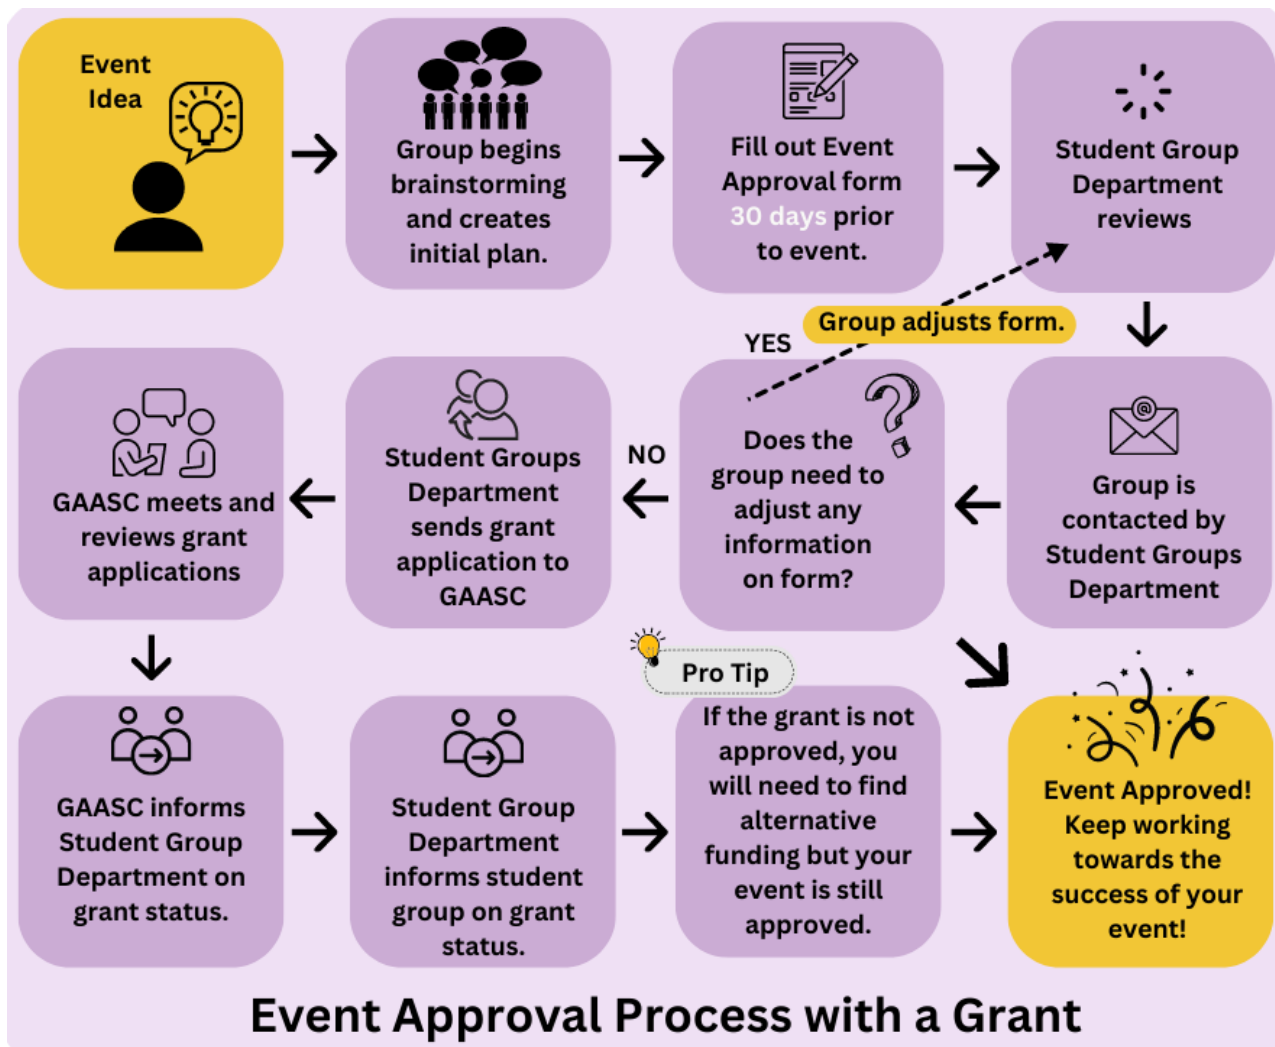 Event
Idea
Group begins
brainstorming
and creates
initial plan.
Fill out Event
Approval form
30 days prior
to event.
Student Group
Department
reviews
Group adjusts form.
YES
Group is
contacted by
Student Groups
Department
@
Does the
group need to
adjust any
information
on form?
?
NO
Student Groups
Department
sends grant
application to
GAASC
GAASC meets and
reviews grant
applications
GAASC informs
Student Group
Department on
grant status.
Student Group
Department
informs student
group on grant
status.
Pro Tip
If the grant is not
approved, you
will need to find
alternative
funding but your
event is still
approved.
Event Approved!
Keep working
towards the
success of your
event!
Event Approval Process with a Grant